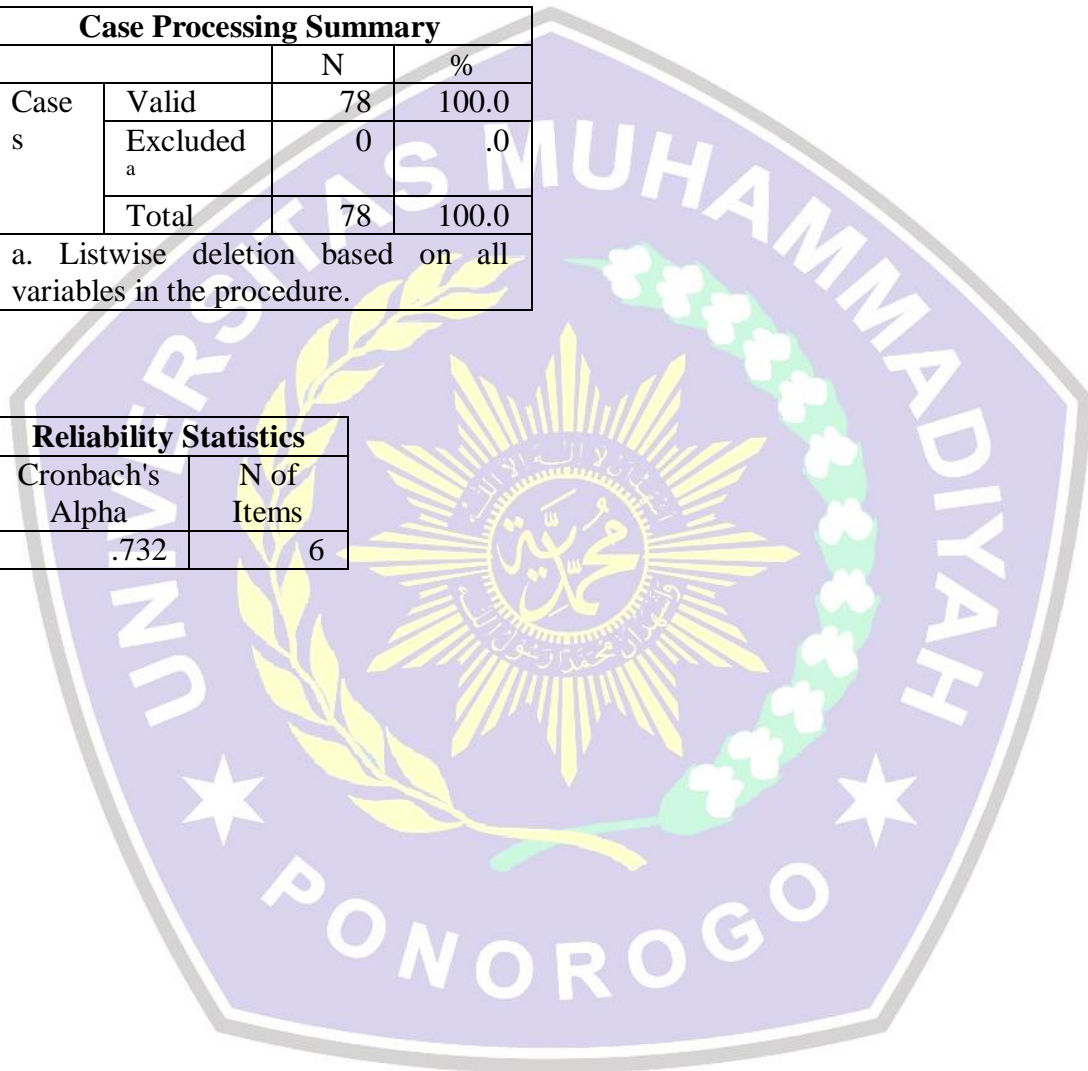 Case Processing Summary
N %
Case Valid 78 100.0
s Excluded 0 .0
a
Total 78 100.0
a. Listwise deletion based on all
variables in the procedure.
Reliability Statistics
Cronbach's N of
Alpha Items
.732 6
UNIVERSITAS MUHAMMADIYAH
PONOROGO
محمدية